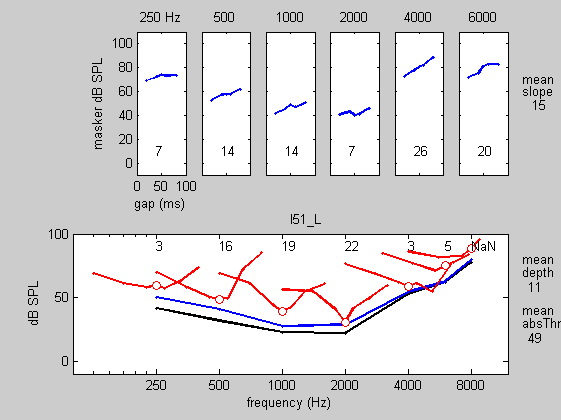 250 Hz 500 1000 2000 4000 6000
100
80
60
40
20
0
masker dB SPL
7 14 14 7 26 20
mean
slope
15
0 50 100
gap (ms)
I51_L
100
50
0
dB SPL
3 16 19 22 3 5 NaN
mean
depth
11
mean
absThr
49
250 500 1000 2000 4000 8000
frequency (Hz)